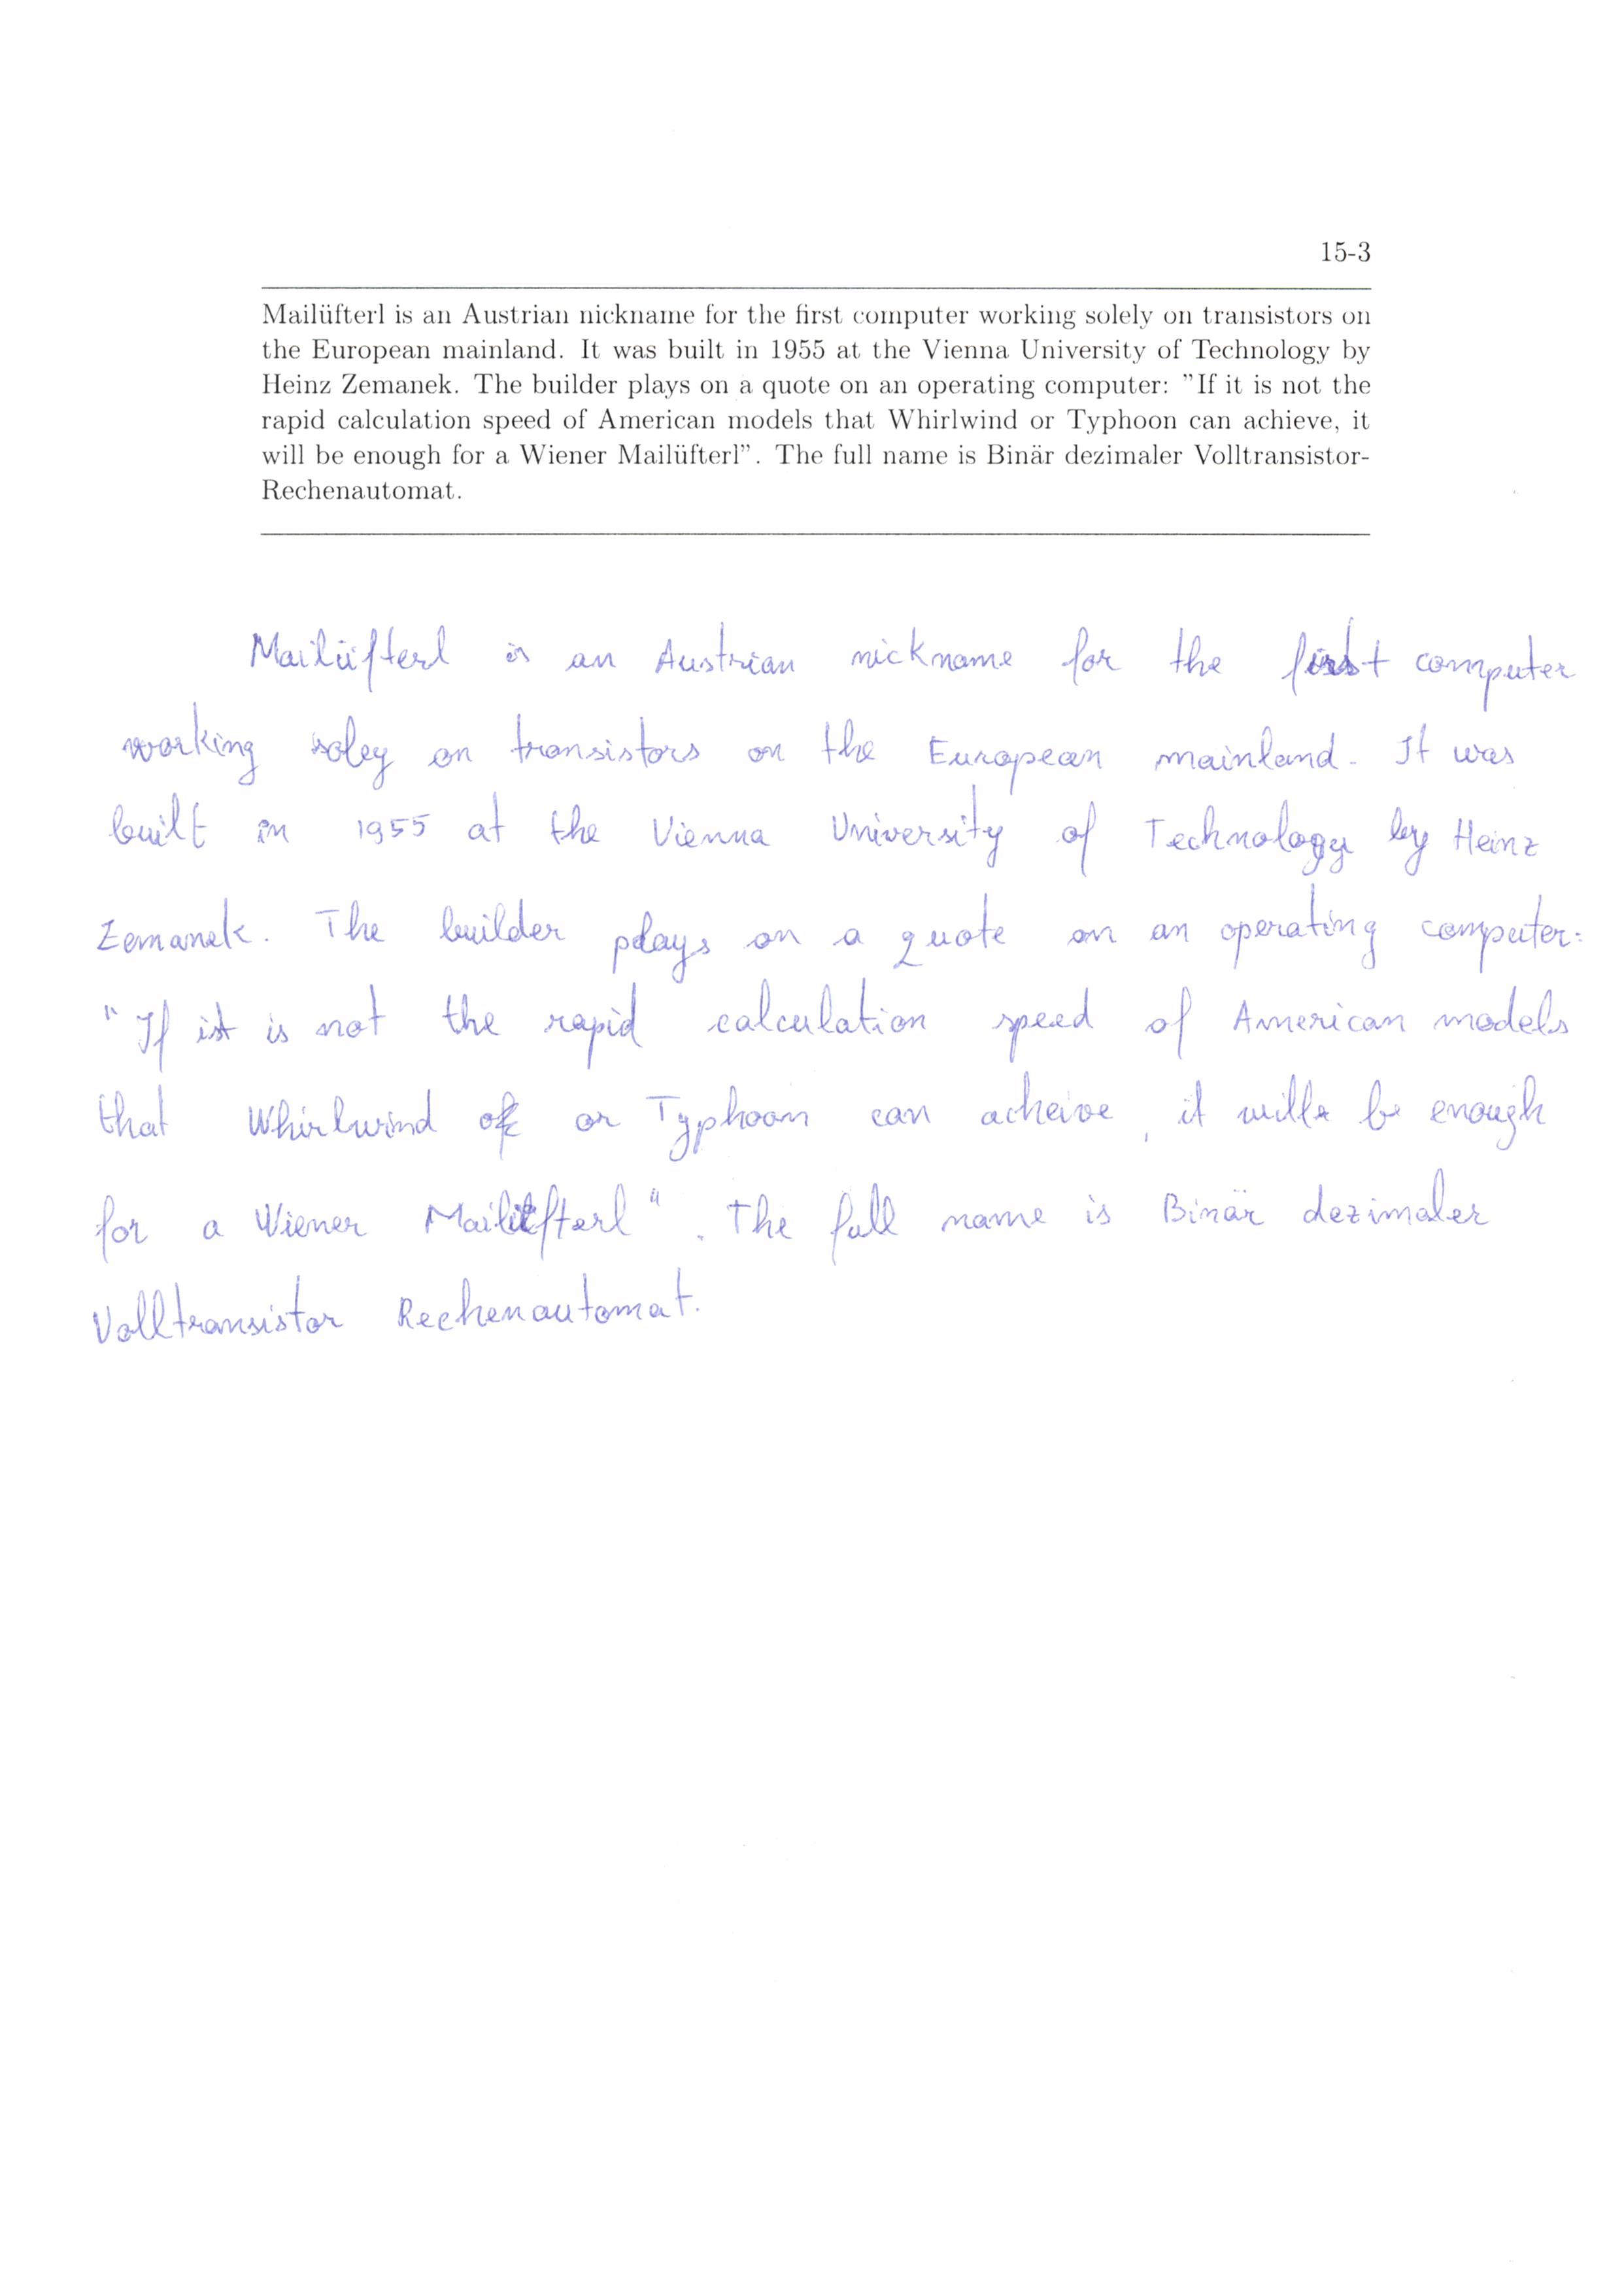 15-3
Mailüfterl is an Austrian nickname for the first computer working solely on transistors on
the European mainland. It was built in 1955 at the Vienna University of Technology by
Heinz Zemanek. The builder plays on a quote on an operating computer: "If it is not the
rapid calculation speed of American models that Whirlwind or Typhoon can achieve, it
will be enough for a Wiener Mailüfterl". The full name is Binär dezimaler Volltransistor-
Rechenautomat.
Mailüfterl is an Austrian nickname for the first computer
working soley on transistors on the European mainland. It was
built in 1955 at the Vienna University of Technology by Heinz
Zemanek. The builder plays on a quote on an operating computer:
"If it is not the rapid calculation speed of American models
that Whirlwind or Typhoon can acheive, it will be enough
for a Wiener Mailüfterl". The full name is Binär dezimaler
Volltransistor Rechenautomat.